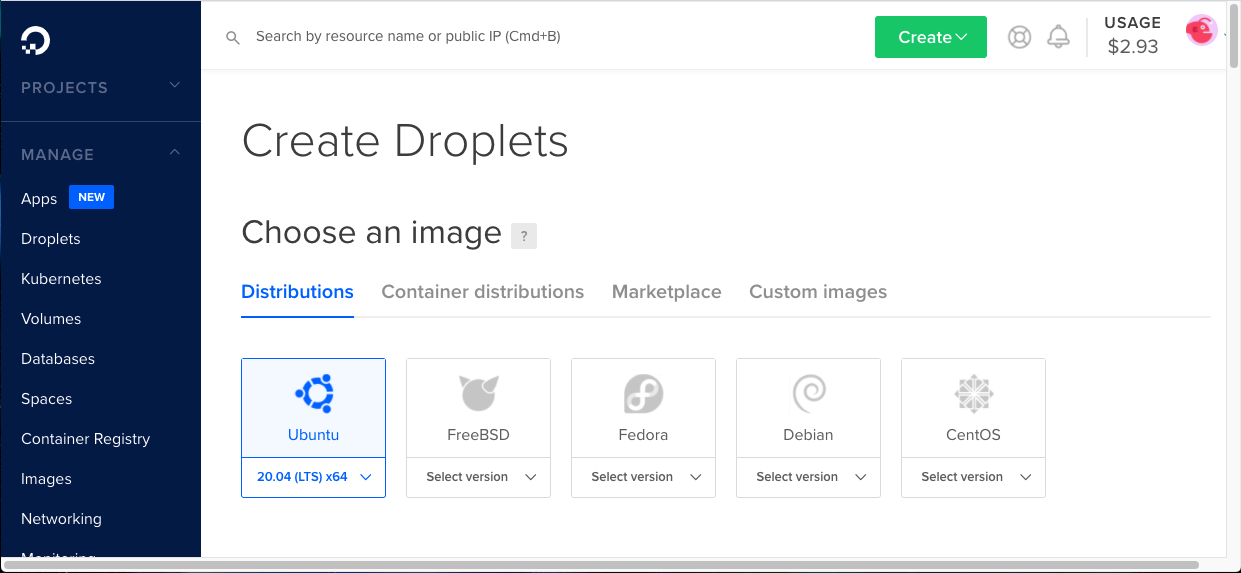 Search by resource name or public IP (Cmd+B)
Create
USAGE
$2.93
PROJECTS
MANAGE
Apps NEW
Droplets
Kubernetes
Volumes
Databases
Spaces
Container Registry
Images
Networking
Monitoring
Create Droplets
Choose an image ?
Distributions Container distributions Marketplace Custom images
Ubuntu FreeBSD Fedora Debian CentOS
20.04 (LTS) x64 Select version Select version Select version Select version